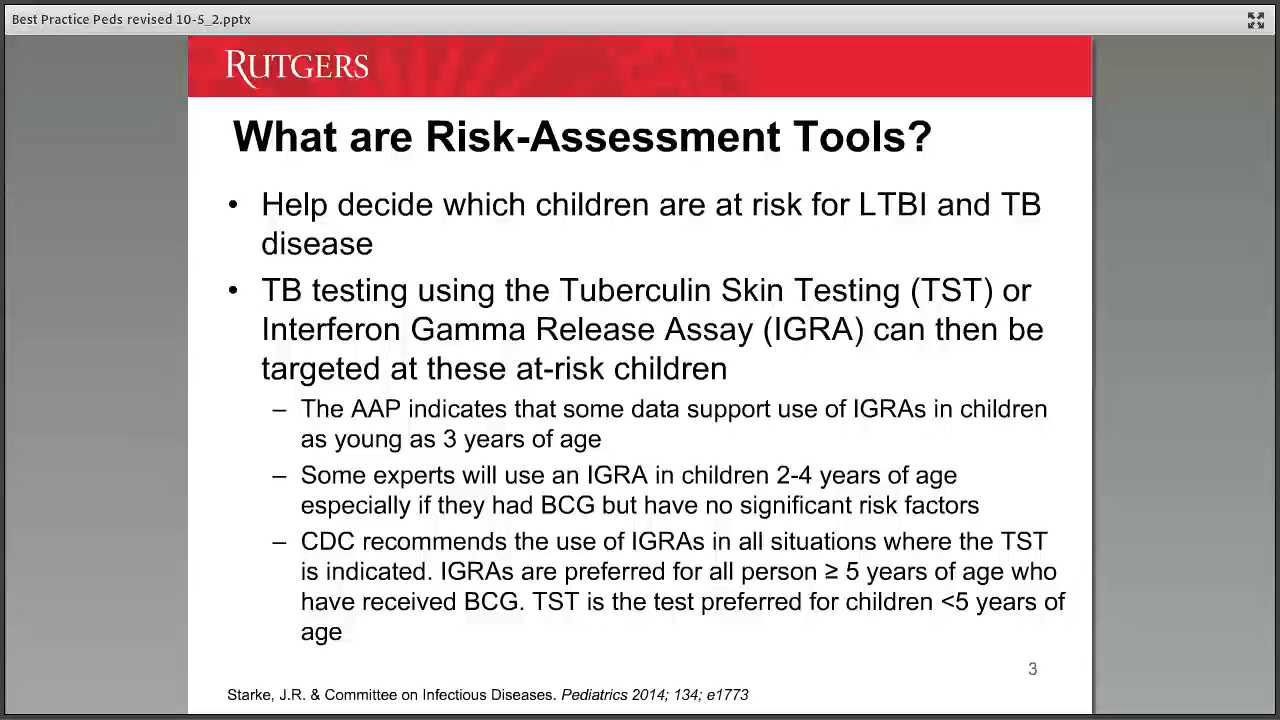 Best Practice Peds revised 10-5_2.pptx
RUTGERS
What are Risk-Assessment Tools?
• Help decide which children are at risk for LTBI and TB
disease
• TB testing using the Tuberculin Skin Testing (TST) or
Interferon Gamma Release Assay (IGRA) can then be
targeted at these at-risk children
– The AAP indicates that some data support use of IGRAs in children
as young as 3 years of age
– Some experts will use an IGRA in children 2-4 years of age
especially if they had BCG but have no significant risk factors
– CDC recommends the use of IGRAs in all situations where the TST
is indicated. IGRAs are preferred for all person ≥ 5 years of age who
have received BCG. TST is the test preferred for children <5 years of
age
3
Starke, J.R. & Committee on Infectious Diseases. Pediatrics 2014; 134; e1773